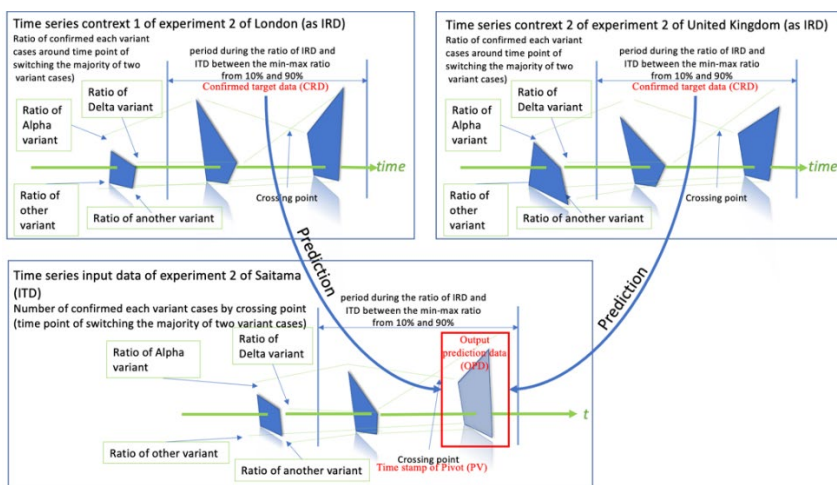 Time series contrext 1 of experiment 2 of London (as IRD)
Ratio of confirmed each variant
cases around time point of
switching the majority of two
variant cases)
period during the ratio of IRD and
ITD between the min-max ratio
from 10% and 90%
Confirmed target data (CRD)
Ratio of
Delta variant
Ratio of
Alpha
variant
time
Crossing point
Ratio of
other variant
Ratio of another variant
Time series contrext 2 of experiment 2 of United Kingdom (as IRD)
Ratio of confirmed each variant
cases around time point of
switching the majority of two
variant cases)
period during the ratio of IRD and
ITD between the min-max ratio
from 10% and 90%
Confirmed target data (CRD)
Ratio of
Delta variant
Ratio of
Alpha
variant
time
Crossing point
Ratio of
other variant
Ratio of another variant
Prediction
Prediction
Time series input data of experiment 2 of Saitama
(ITD)
Number of confirmed each variant cases by crossing point
(time point of switching the majority of two variant cases)
period during the ratio of IRD and
ITD between the min-max ratio
from 10% and 90%
Output
prediction data
(OPD)
Ratio of Alpha
variant
Ratio of
Delta variant
t
Ratio of other variant
Ratio of another variant
Crossing point
Time stamp of Pivot (PV)